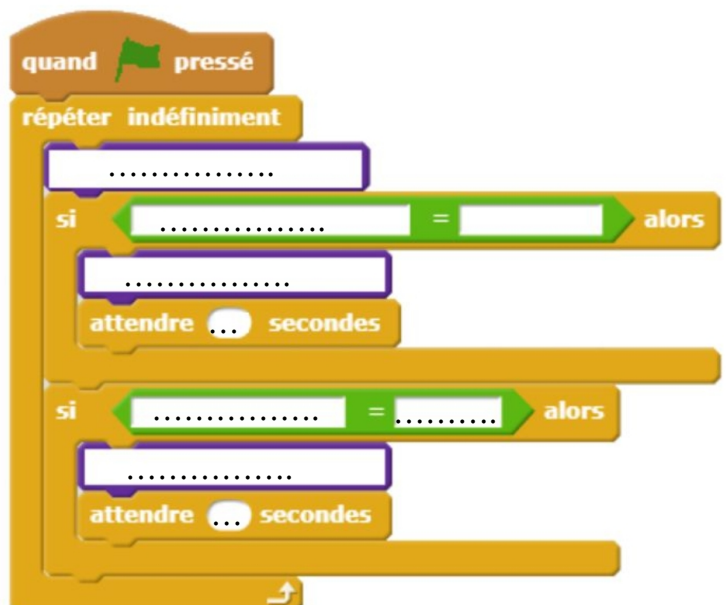 quand pressé
répéter indéfiniment
................
si ................ = alors
................
attendre ... secondes
si ................ = .......... alors
................
attendre ... secondes